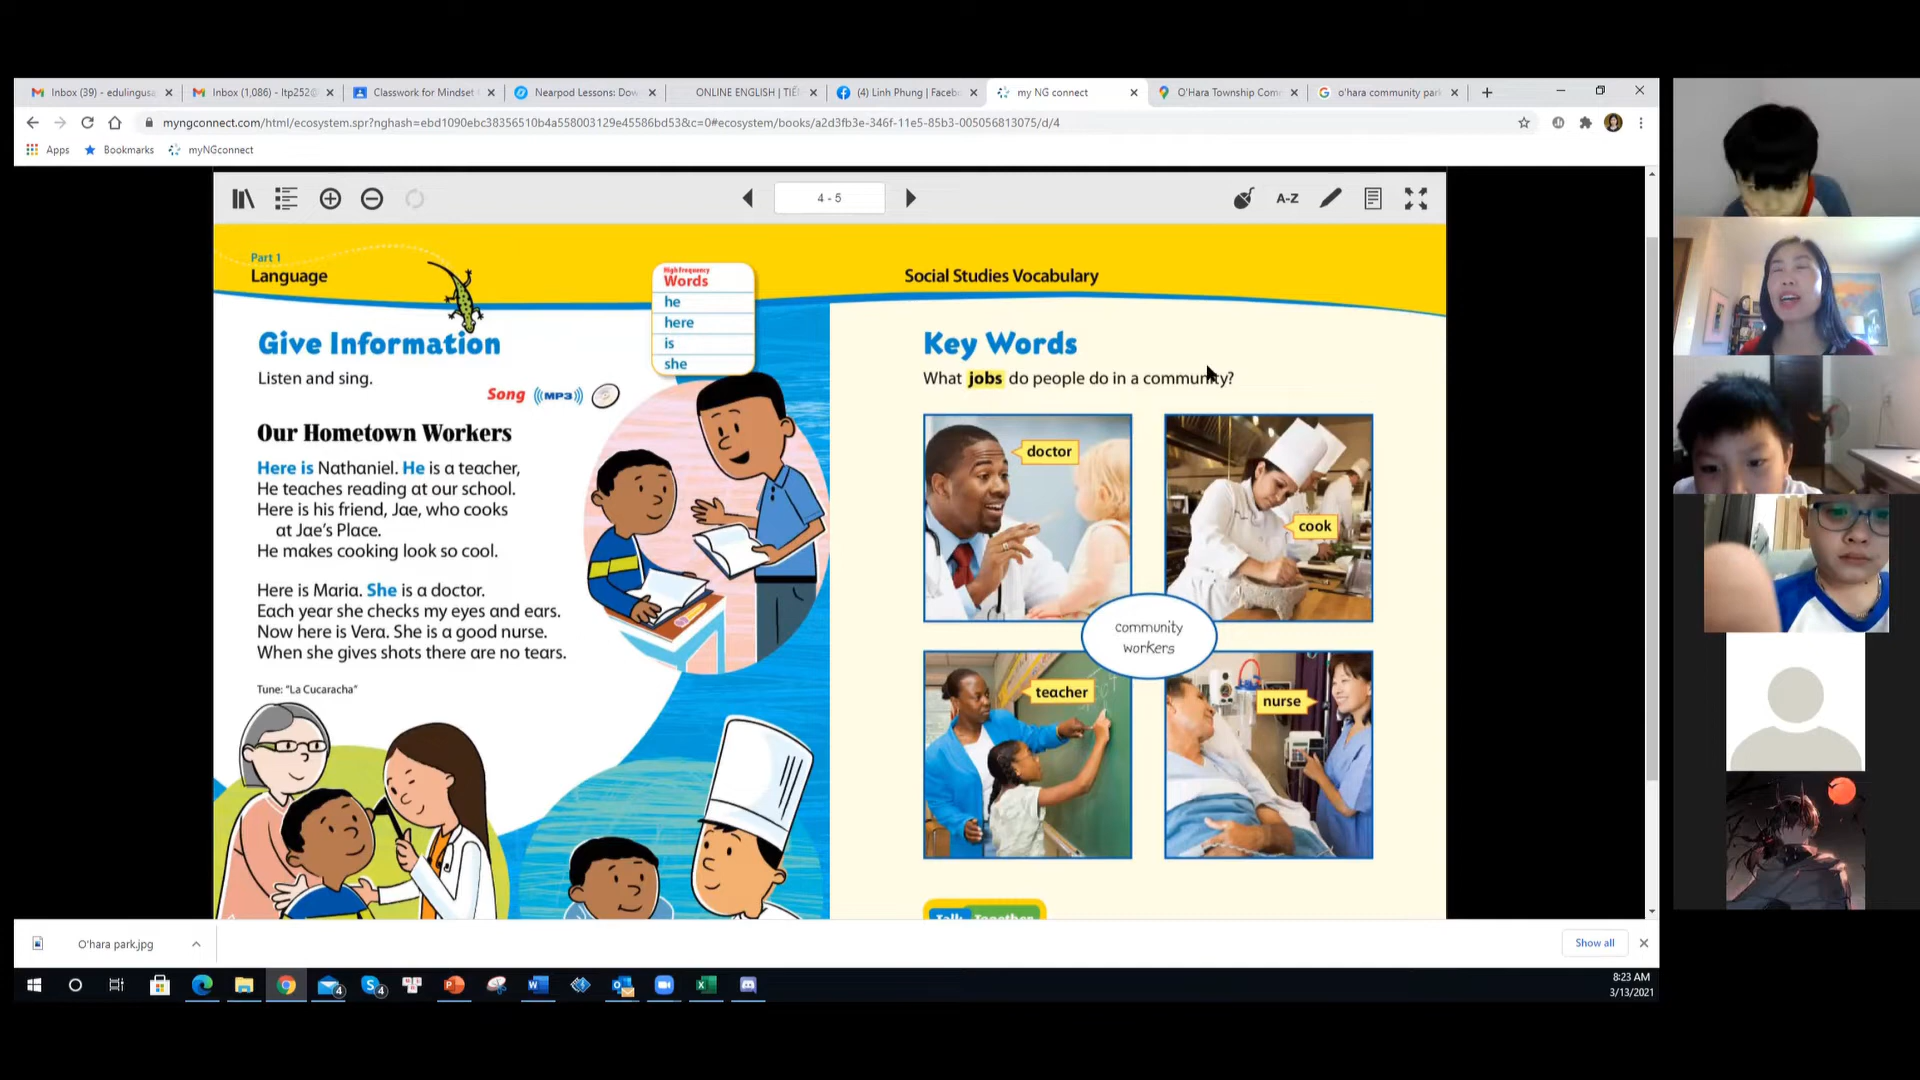 Inbox (39) - edulingus
Inbox (1,086) - ltp252@
Classwork for Mindset
Nearpod Lessons: Dow
ONLINE ENGLISH | TIẾ
(4) Linh Phung | Faceb
my NG connect
O'Hara Township Com
o'hara community park
myngconnect.com/html/ecosystem.spr?nghash=ebd1090ebc38356510b4a558003129e45586bd53&c=0#ecosystem/books/a2d3fb3e-346f-11e5-85b3-005056813075/d/4
Apps
Bookmarks
myNGconnect
4 - 5
A-Z
Part 1
Language
High Frequency
Words
he
here
is
she
Give Information
Listen and sing.
Song MP3
Our Hometown Workers
Here is Nathaniel. He is a teacher,
He teaches reading at our school.
Here is his friend, Jae, who cooks
at Jae's Place.
He makes cooking look so cool.
Here is Maria. She is a doctor.
Each year she checks my eyes and ears.
Now here is Vera. She is a good nurse.
When she gives shots there are no tears.
Tune: "La Cucaracha"
Social Studies Vocabulary
Key Words
What jobs do people do in a community?
doctor
cook
community
workers
teacher
nurse
Talk Together
O'hara park.jpg
Show all
8:23 AM
3/13/2021